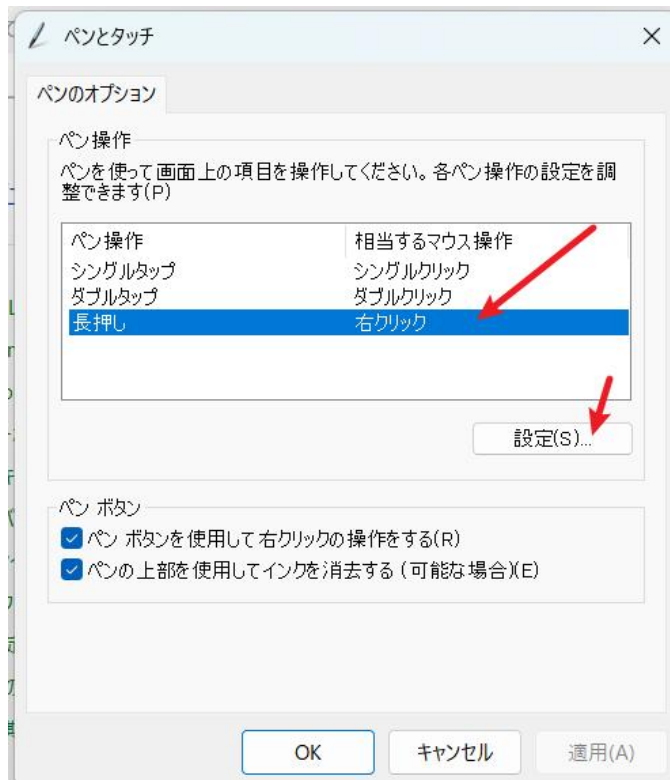 ペンとタッチ
ペンのオプション
ペン操作
ペンを使って画面上の項目を操作してください。各ペン操作の設定を調
整できます(P)
ペン操作 相当するマウス操作
シングルタップ シングルクリック
ダブルタップ ダブルクリック
長押し 右クリック
設定(S)...
ペン ボタン
ペン ボタンを使用して右クリックの操作をする(R)
ペンの上部を使用してインクを消去する (可能な場合)(E)
OK キャンセル 適用(A)